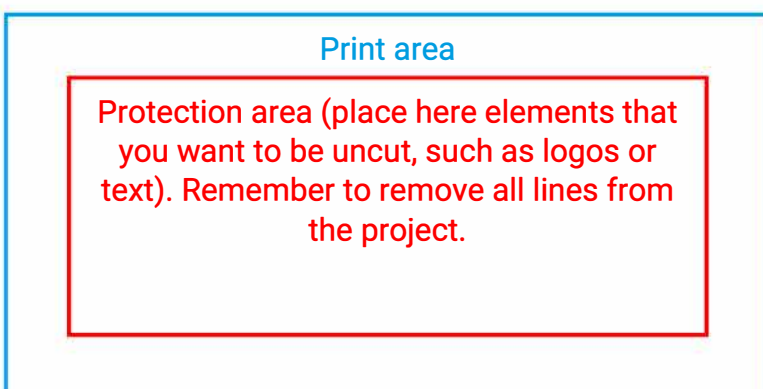 Print area
Protection area (place here elements that
you want to be uncut, such as logos or
text). Remember to remove all lines from
the project.